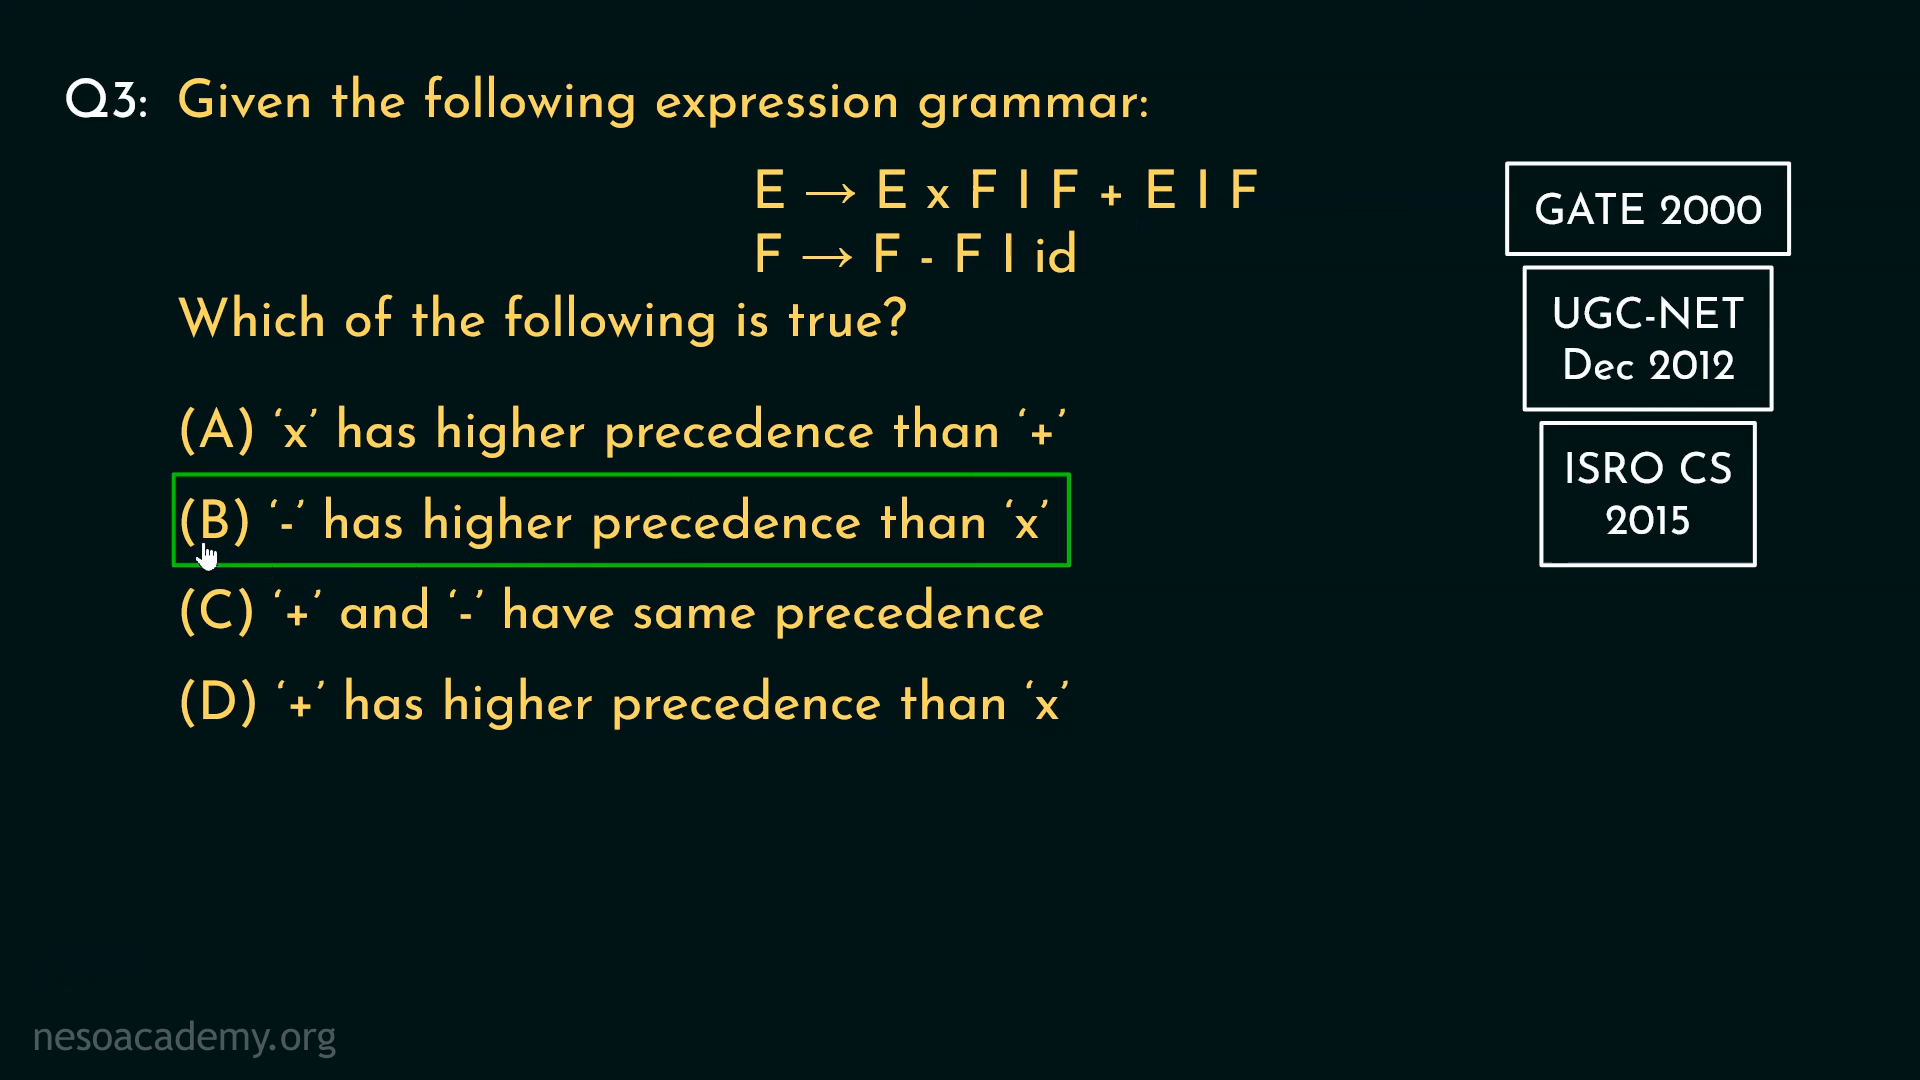 Q3: Given the following expression grammar:
E → E x F | F + E | F
F → F - F | id
Which of the following is true?
(A) ‘x’ has higher precedence than ‘+’
(B) ‘-’ has higher precedence than ‘x’
(C) ‘+’ and ‘-’ have same precedence
(D) ‘+’ has higher precedence than ‘x’
GATE 2000
UGC-NET
Dec 2012
ISRO CS
2015
nesoacademy.org